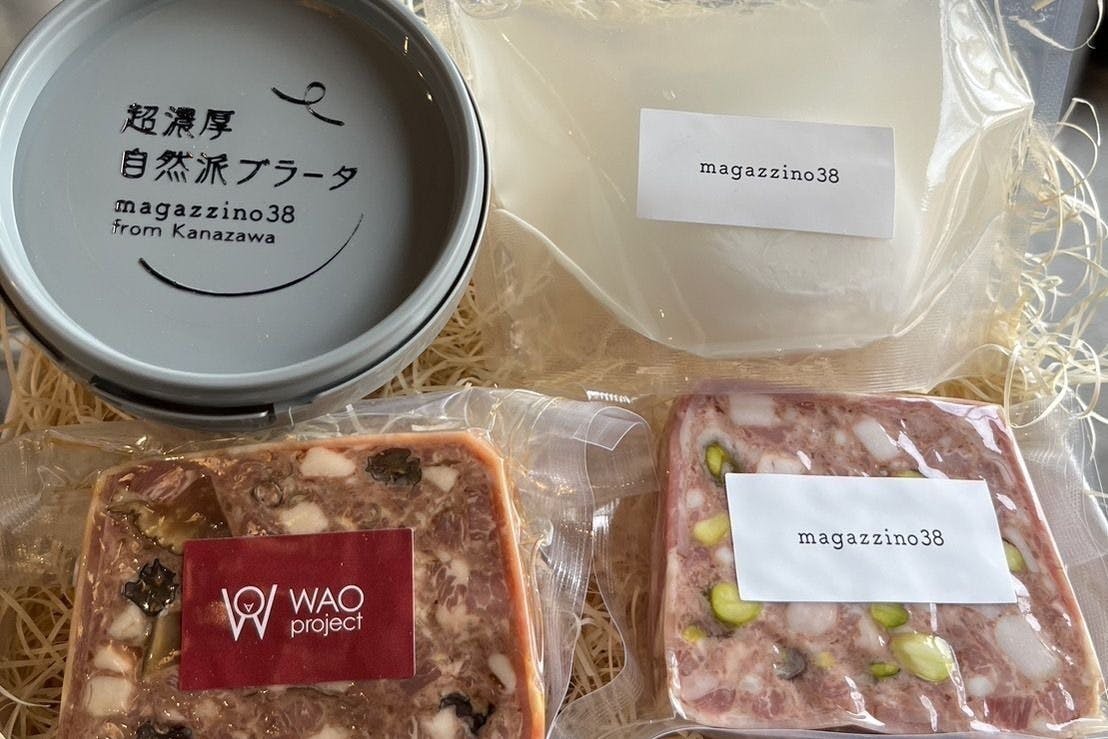 超濃厚
自然派ブラータ
magazzino38
from Kanazawa
magazzino38
WAO
project
magazzino38